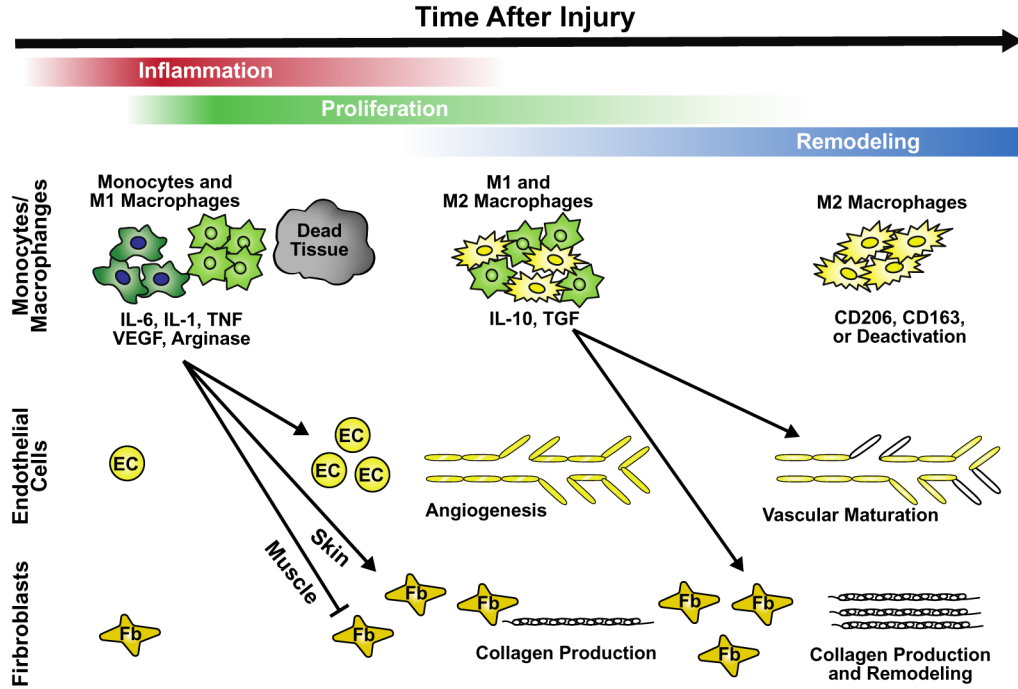 Time After Injury
Inflammation
Proliferation
Remodeling
Monocytes/
Macrophanges
Monocytes and
M1 Macrophages
Dead
Tissue
IL-6, IL-1, TNF
VEGF, Arginase
M1 and
M2 Macrophages
IL-10, TGF
M2 Macrophages
CD206, CD163,
or Deactivation
Endothelial
Cells
EC
EC
EC
EC
Angiogenesis
Vascular Maturation
Skin
Muscle
Firbroblasts
Fb
Fb
Fb
Fb
Collagen Production
Fb
Fb
Fb
Collagen Production
and Remodeling